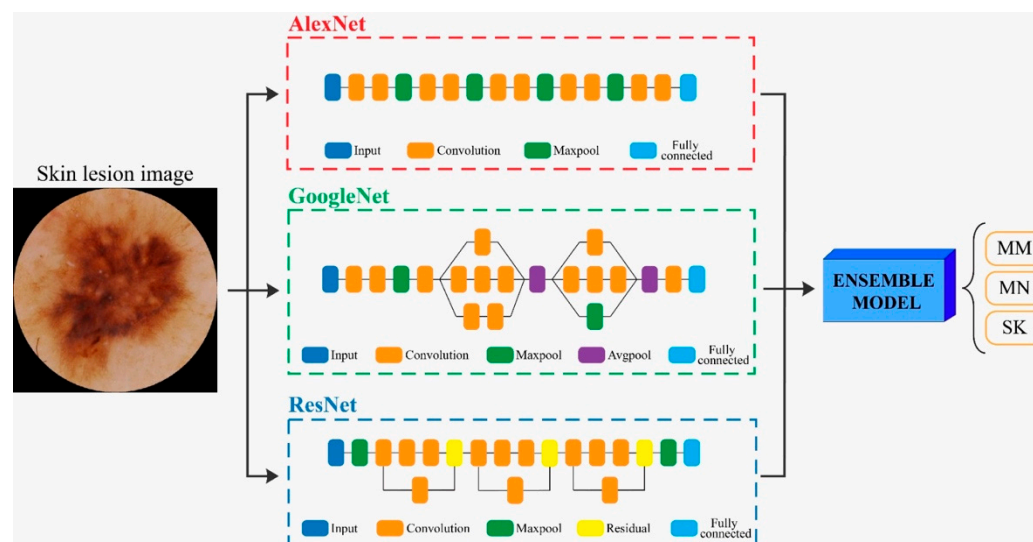 AlexNet
Input Convolution Maxpool Fully
connected
Skin lesion image
GoogleNet
Input Convolution Maxpool Avgpool Fully
connected
ENSEMBLE
MODEL
MM
MN
SK
ResNet
Input Convolution Maxpool Residual Fully
connected